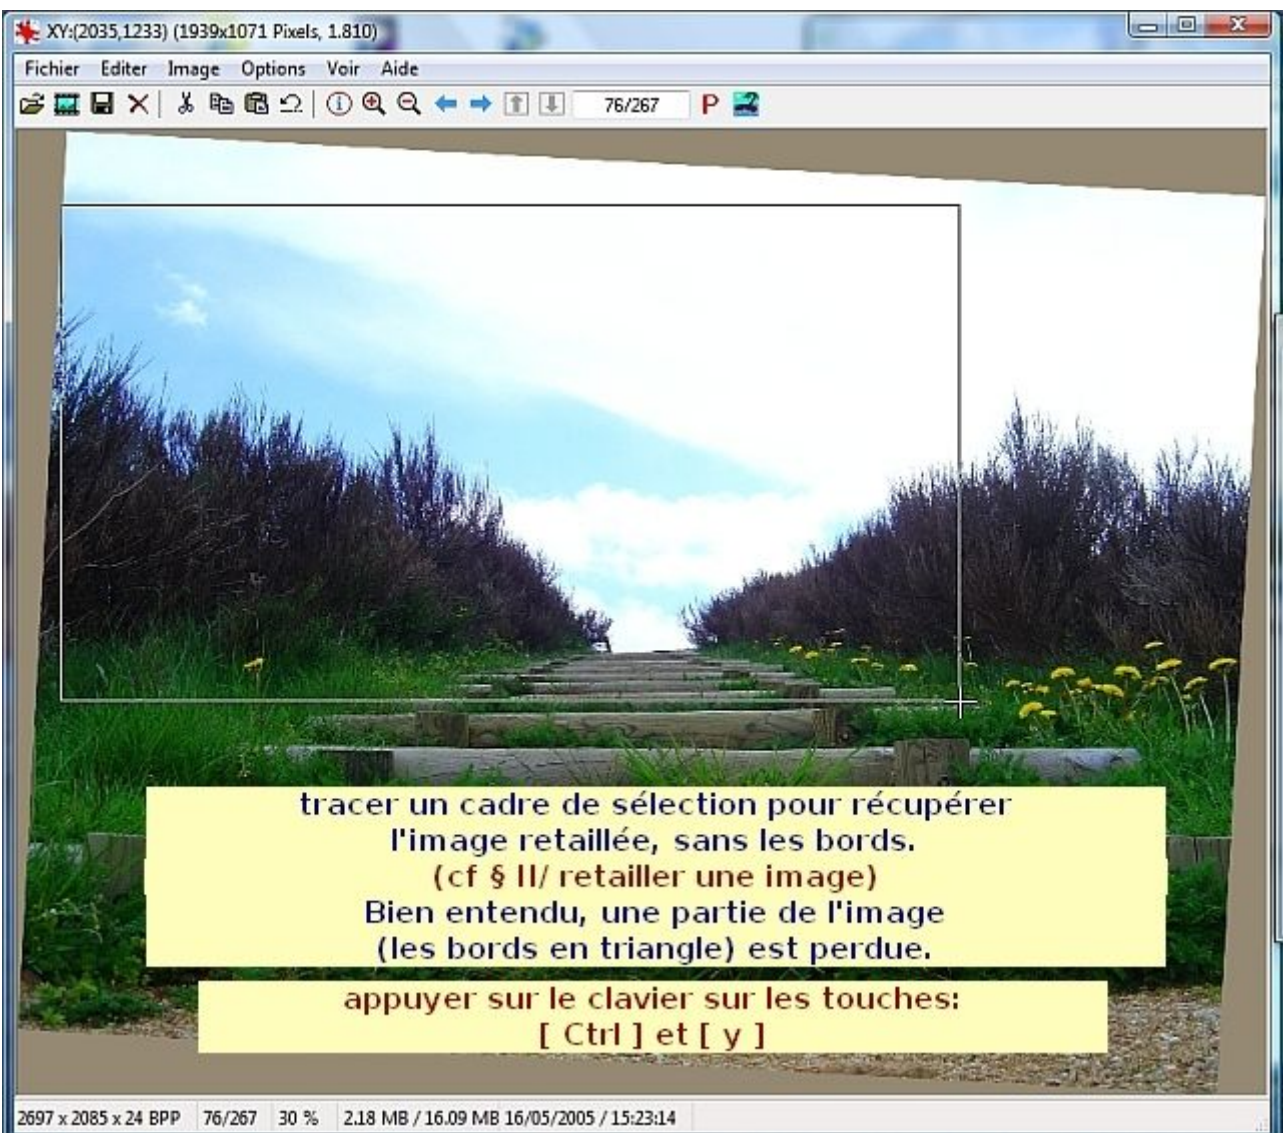 XY:(2035,1233) (1939x1071 Pixels, 1.810)
Fichier Editer Image Options Voir Aide
76/267 P
tracer un cadre de sélection pour récupérer
l'image retaillée, sans les bords.
(cf § II/ retailler une image)
Bien entendu, une partie de l'image
(les bords en triangle) est perdue.
appuyer sur le clavier sur les touches:
[ Ctrl ] et [ y ]
2697 x 2085 x 24 BPP 76/267 30 % 2.18 MB / 16.09 MB 16/05/2005 / 15:23:14